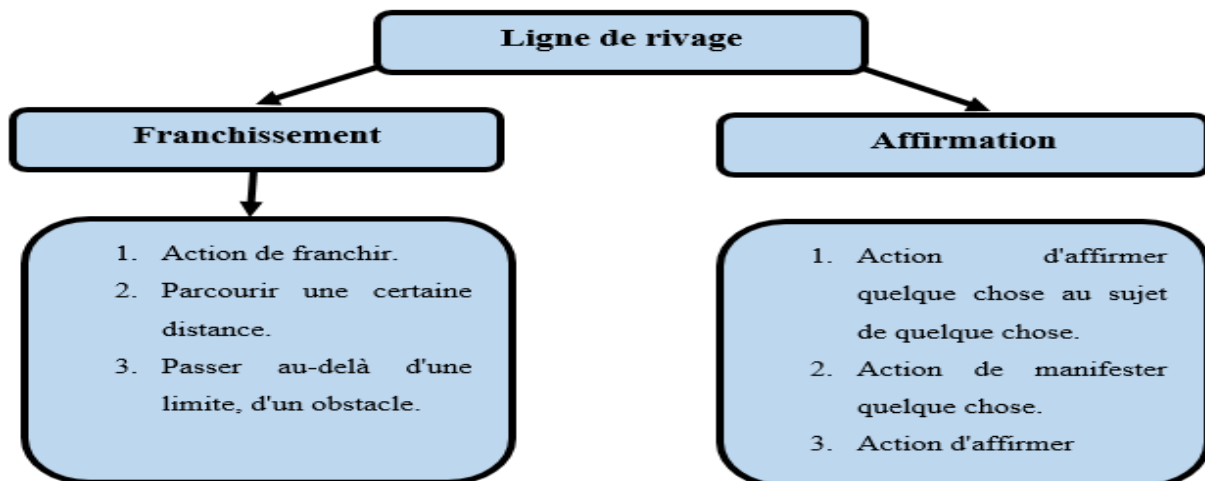 Ligne de rivage
Franchissement
Affirmation
1. Action de franchir.
2. Parcourir une certaine
distance.
3. Passer au-delà d'une
limite, d'un obstacle.
1. Action d'affirmer
quelque chose au sujet
de quelque chose.
2. Action de manifester
quelque chose.
3. Action d'affirmer